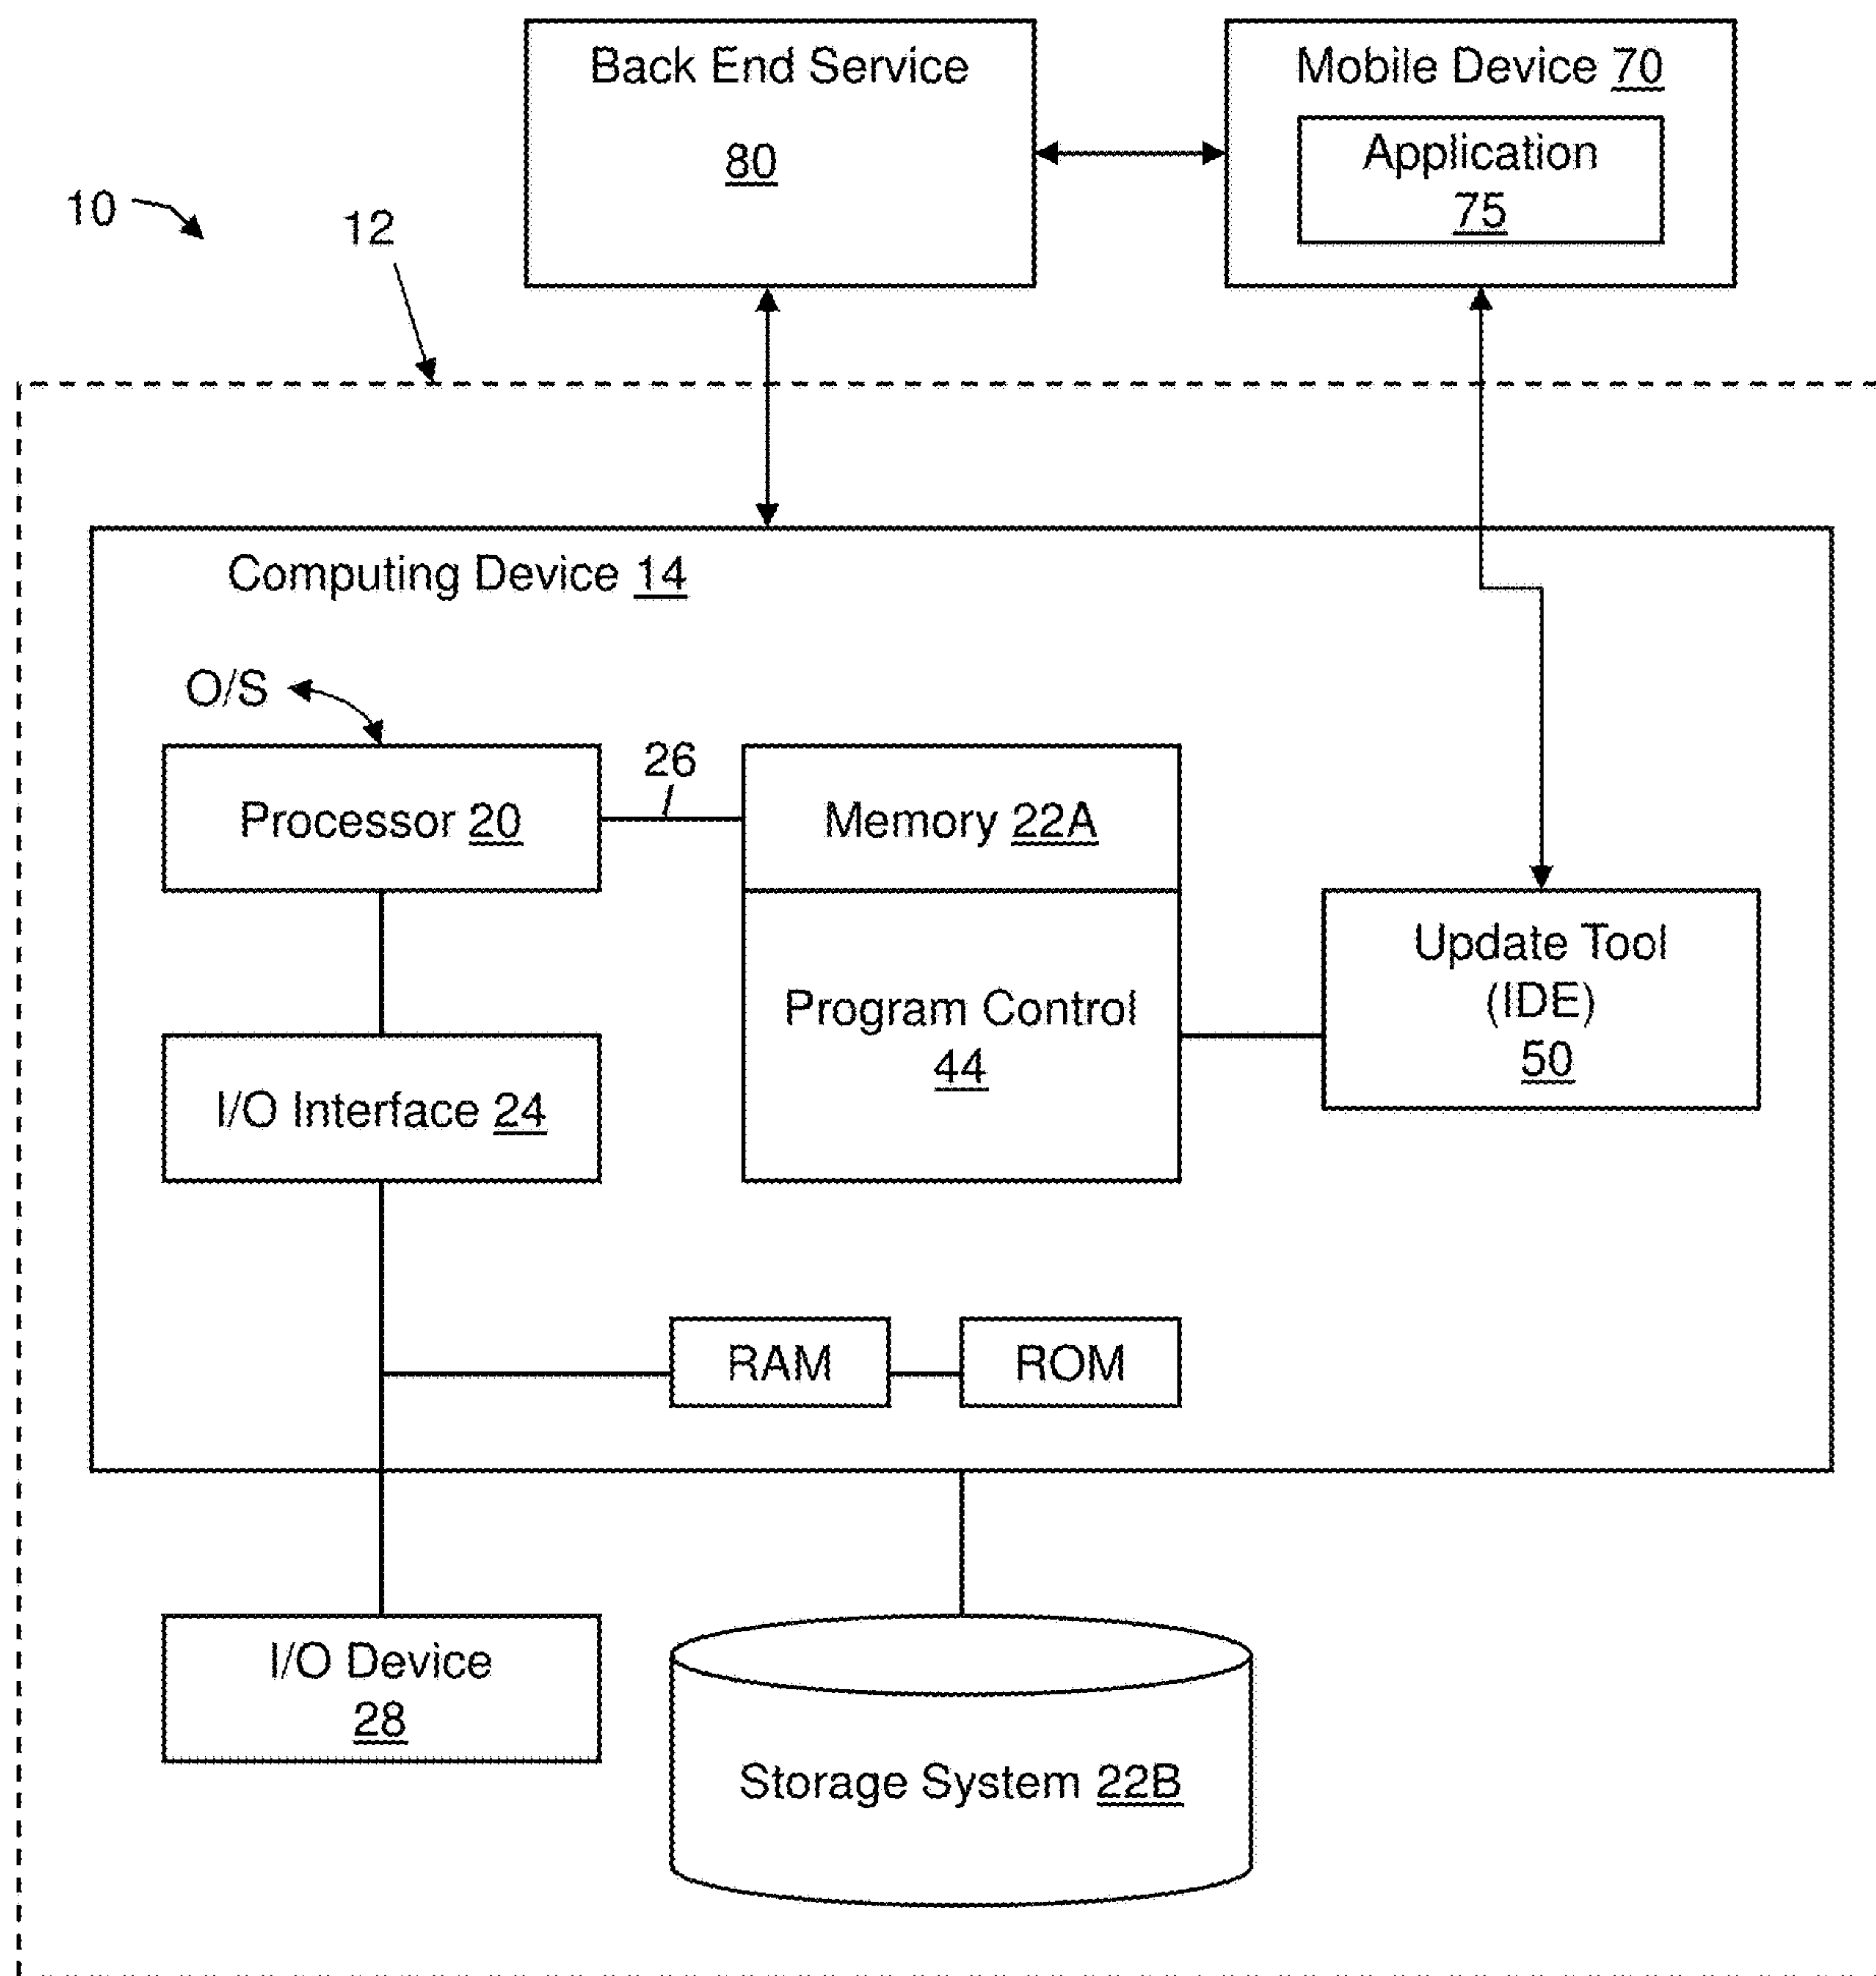 Back End Service
80
Mobile Device 70
Application
75
10
12
Computing Device 14
O/S
26
Processor 20
Memory 22A
Program Control
44
Update Tool
(IDE)
50
I/O Interface 24
RAM
ROM
I/O Device
28
Storage System 22B